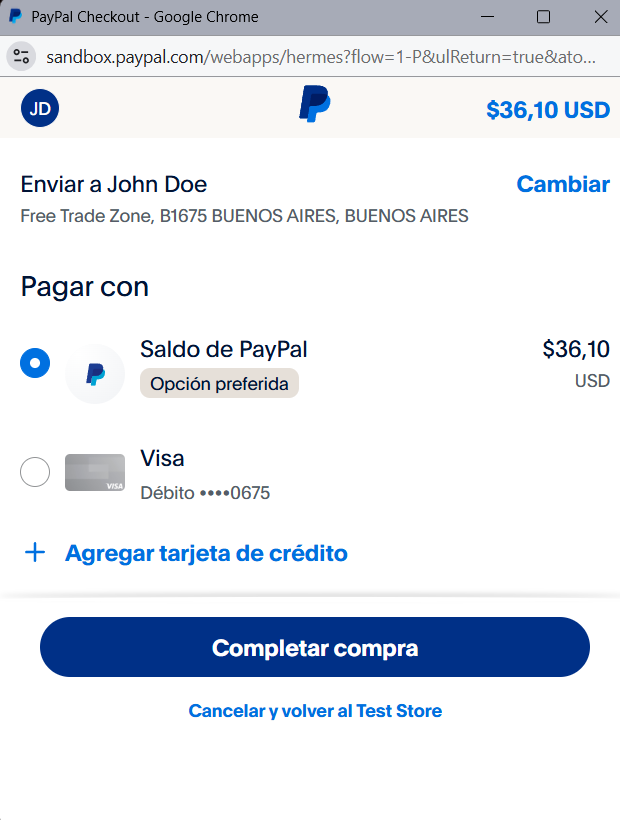 PayPal Checkout - Google Chrome
sandbox.paypal.com/webapps/hermes?flow=1-P&ulReturn=true&ato...
JD
$36,10 USD
Enviar a John Doe
Cambiar
Free Trade Zone, B1675 BUENOS AIRES, BUENOS AIRES
Pagar con
Saldo de PayPal
$36,10
Opción preferida
USD
Visa
VISA
Débito ••••0675
+ Agregar tarjeta de crédito
Completar compra
Cancelar y volver al Test Store